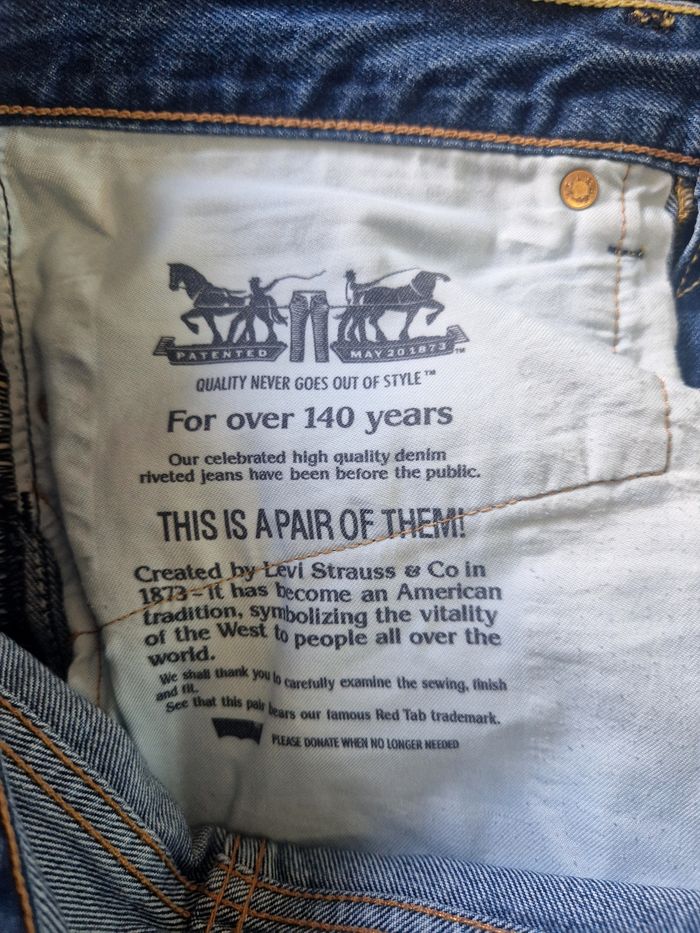 PATENTED MAY 20 1873 ™
QUALITY NEVER GOES OUT OF STYLE™
For over 140 years
Our celebrated high quality denim
riveted jeans have been before the public.
THIS IS A PAIR OF THEM!
Created by Levi Strauss & Co in
1873–it has become an American
tradition, symbolizing the vitality
of the West to people all over the
world.
We shall thank you to carefully examine the sewing, finish
and fit.
See that this pair bears our famous Red Tab trademark.
PLEASE DONATE WHEN NO LONGER NEEDED